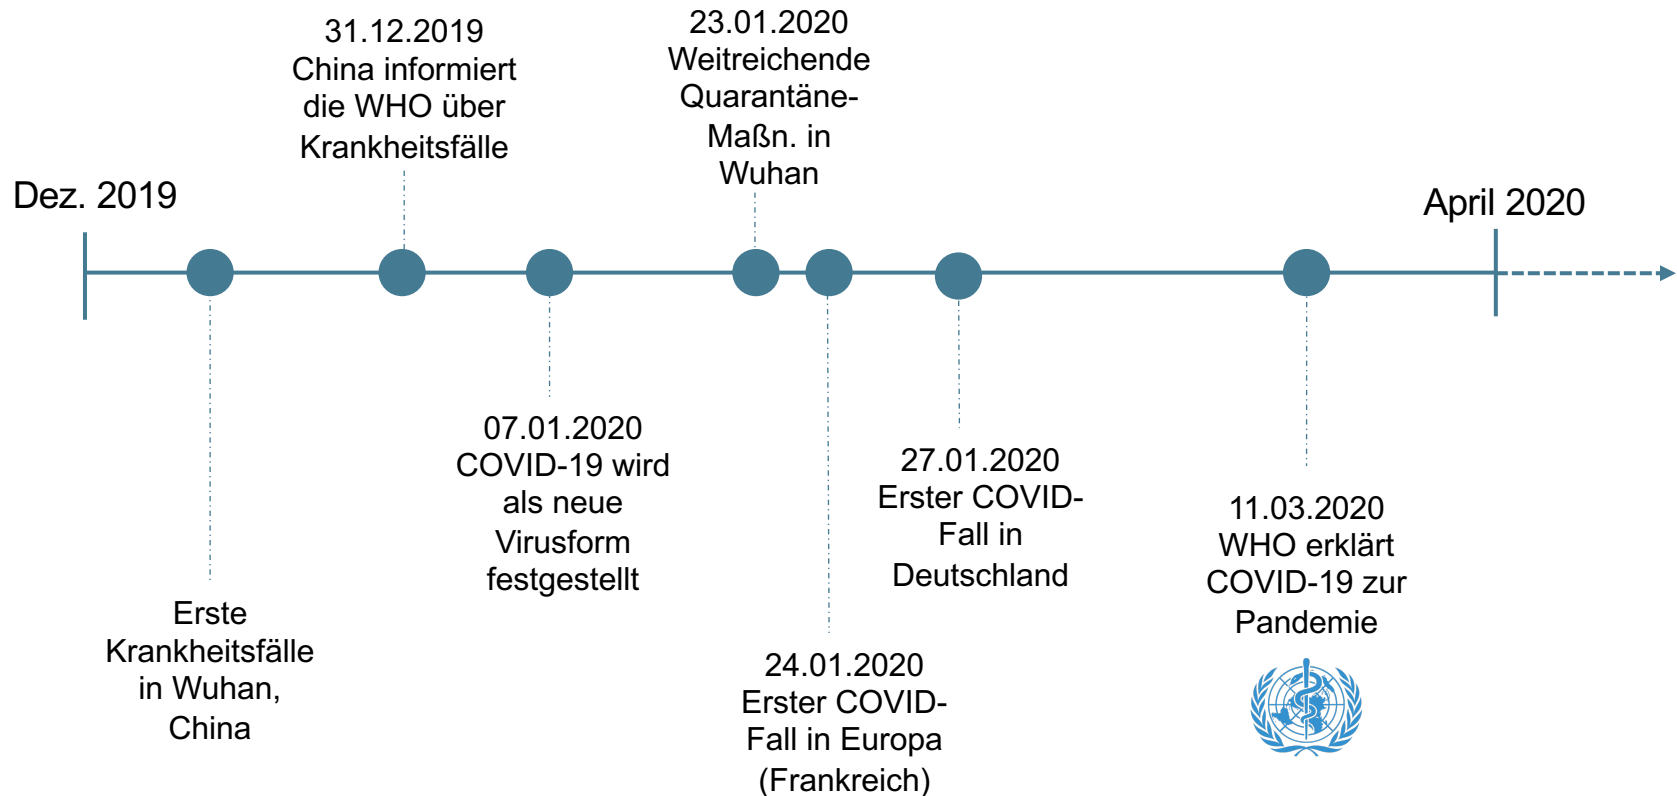 Dez. 2019
Erste
Krankheitsfälle
in Wuhan,
China
31.12.2019
China informiert
die WHO über
Krankheitsfälle
07.01.2020
COVID-19 wird
als neue
Virusform
festgestellt
23.01.2020
Weitreichende
Quarantäne-
Maßn. in
Wuhan
24.01.2020
Erster COVID-
Fall in Europa
(Frankreich)
27.01.2020
Erster COVID-
Fall in
Deutschland
11.03.2020
WHO erklärt
COVID-19 zur
Pandemie
April 2020